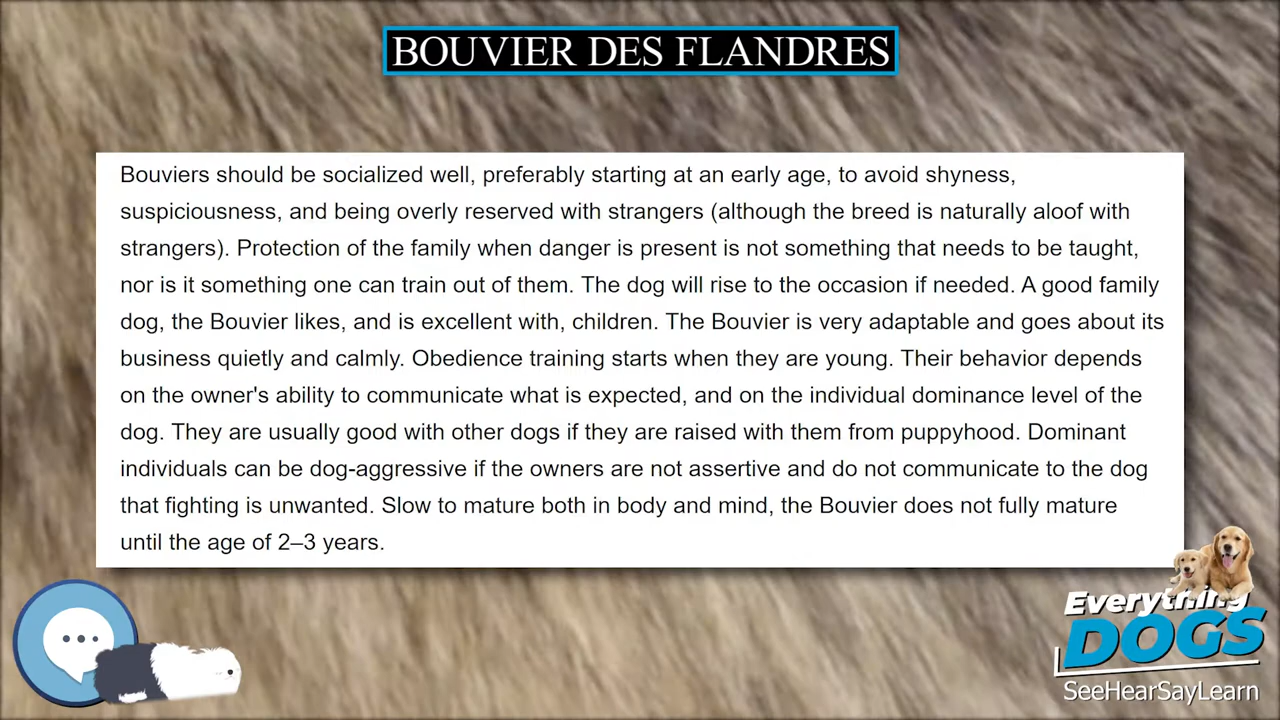 BOUVIER DES FLANDRES
Bouviers should be socialized well, preferably starting at an early age, to avoid shyness,
suspiciousness, and being overly reserved with strangers (although the breed is naturally aloof with
strangers). Protection of the family when danger is present is not something that needs to be taught,
nor is it something one can train out of them. The dog will rise to the occasion if needed. A good family
dog, the Bouvier likes, and is excellent with, children. The Bouvier is very adaptable and goes about its
business quietly and calmly. Obedience training starts when they are young. Their behavior depends
on the owner's ability to communicate what is expected, and on the individual dominance level of the
dog. They are usually good with other dogs if they are raised with them from puppyhood. Dominant
individuals can be dog-aggressive if the owners are not assertive and do not communicate to the dog
that fighting is unwanted. Slow to mature both in body and mind, the Bouvier does not fully mature
until the age of 2–3 years.
Everything
DOGS
SeeHearSayLearn